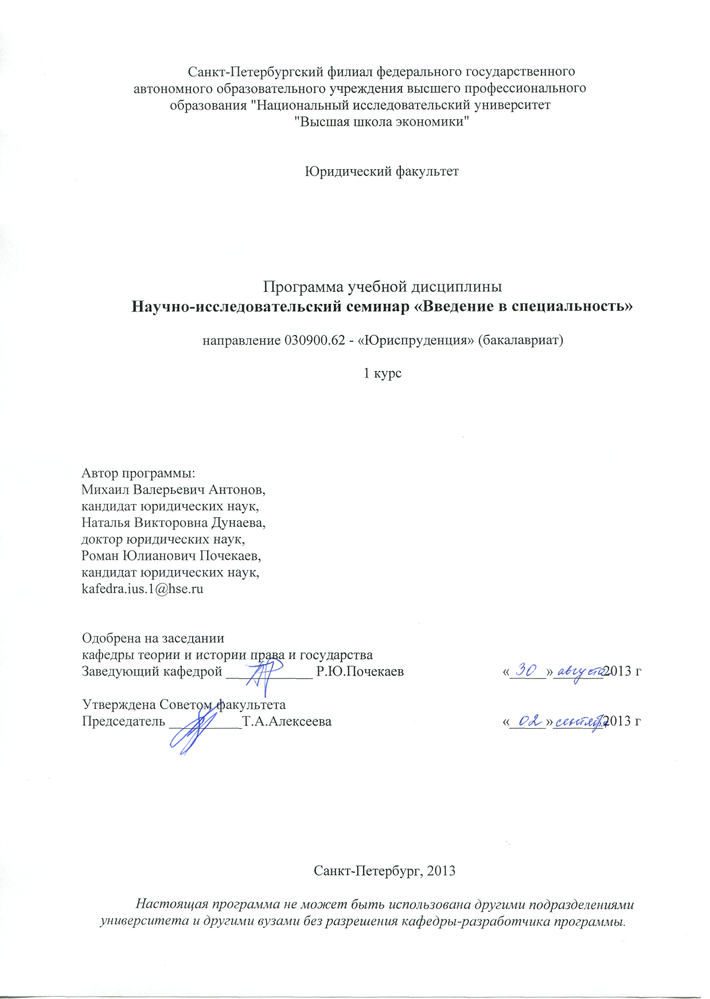 Санкт-Петербургский филиал федерального государственного
автономного образовательного учреждения высшего профессионального
образования "Национальный исследовательский университет
"Высшая школа экономики"
Юридический факультет
Программа учебной дисциплины
Научно-исследовательский семинар «Введение в специальность»
направление 030900.62 - «Юриспруденция» (бакалавриат)
1 курс
Автор программы:
Михаил Валерьевич Антонов,
кандидат юридических наук,
Наталья Викторовна Дунаева,
доктор юридических наук,
Роман Юлианович Почекаев,
кандидат юридических наук,
kafedra.ius.1@hse.ru
Одобрена на заседании
кафедры теории и истории права и государства
Заведующий кафедрой ____________ Р.Ю.Почекаев «30» августа 2013 г
Утверждена Советом факультета
Председатель __________Т.А.Алексеева «02» сентября 2013 г
Санкт-Петербург, 2013
Настоящая программа не может быть использована другими подразделениями
университета и другими вузами без разрешения кафедры-разработчика программы.